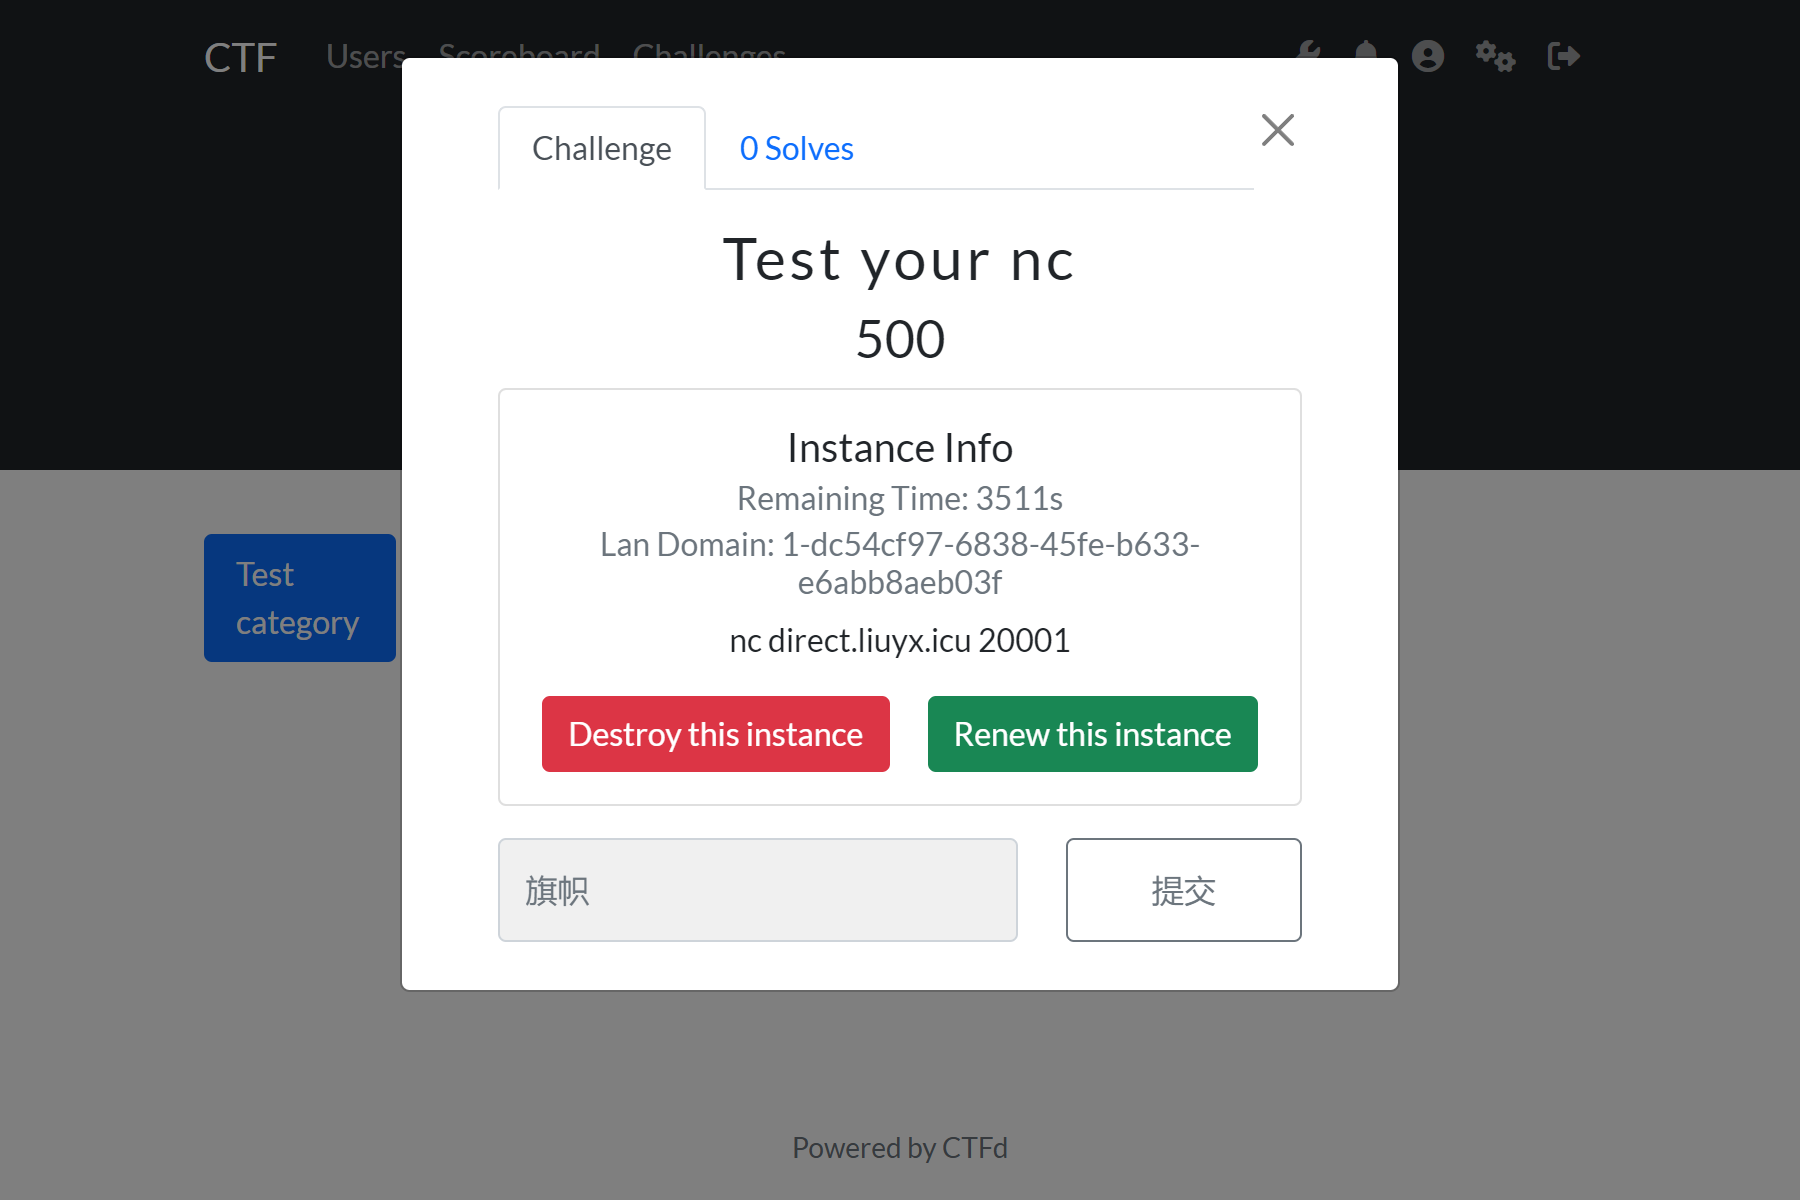 CTF Users Scoreboard Challenges
Challenge
0 Solves
Test your nc
500
Instance Info
Remaining Time: 3511s
Lan Domain: 1-dc54cf97-6838-45fe-b633-
e6abb8aeb03f
nc direct.liuyx.icu 20001
Destroy this instance
Renew this instance
旗帜
提交
Test
category
Powered by CTFd